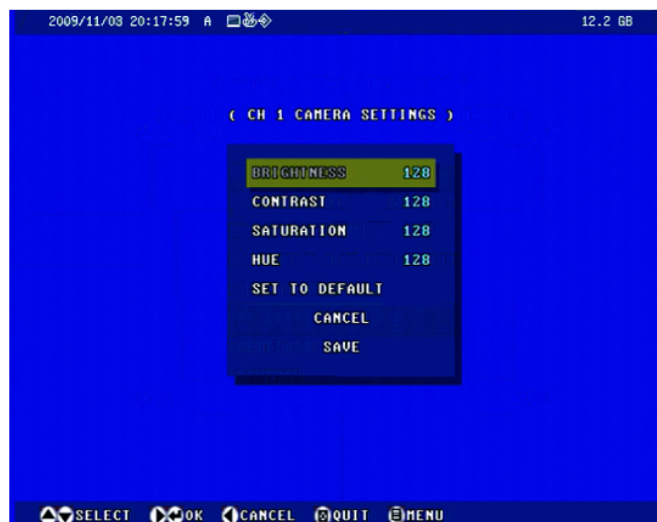 2009/11/03 20:17:59 A 12.2 GB
( CH 1 CAMERA SETTINGS )
BRIGHTNESS 128
CONTRAST 128
SATURATION 128
HUE 128
SET TO DEFAULT
CANCEL
SAVE
SELECT OK CANCEL QUIT MENU